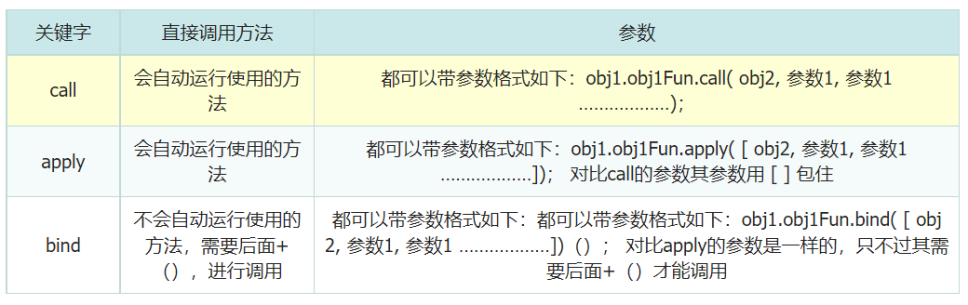 关键字 直接调用方法 参数
call
会自动运行使用的方
法
都可以带参数格式如下：obj1.obj1Fun.call( obj2, 参数1, 参数1
..................);
apply
会自动运行使用的方
法
都可以带参数格式如下：obj1.obj1Fun.apply( [ obj2, 参数1, 参数1
..................]); 对比call的参数其参数用 [ ] 包住
bind
不会自动运行使用的
方法，需要后面+
（），进行调用
都可以带参数格式如下：都可以带参数格式如下：obj1.obj1Fun.bind( [ obj
2, 参数1, 参数1 ..................]) （）； 对比apply的参数是一样的，只不过其需
要后面+（）才能调用